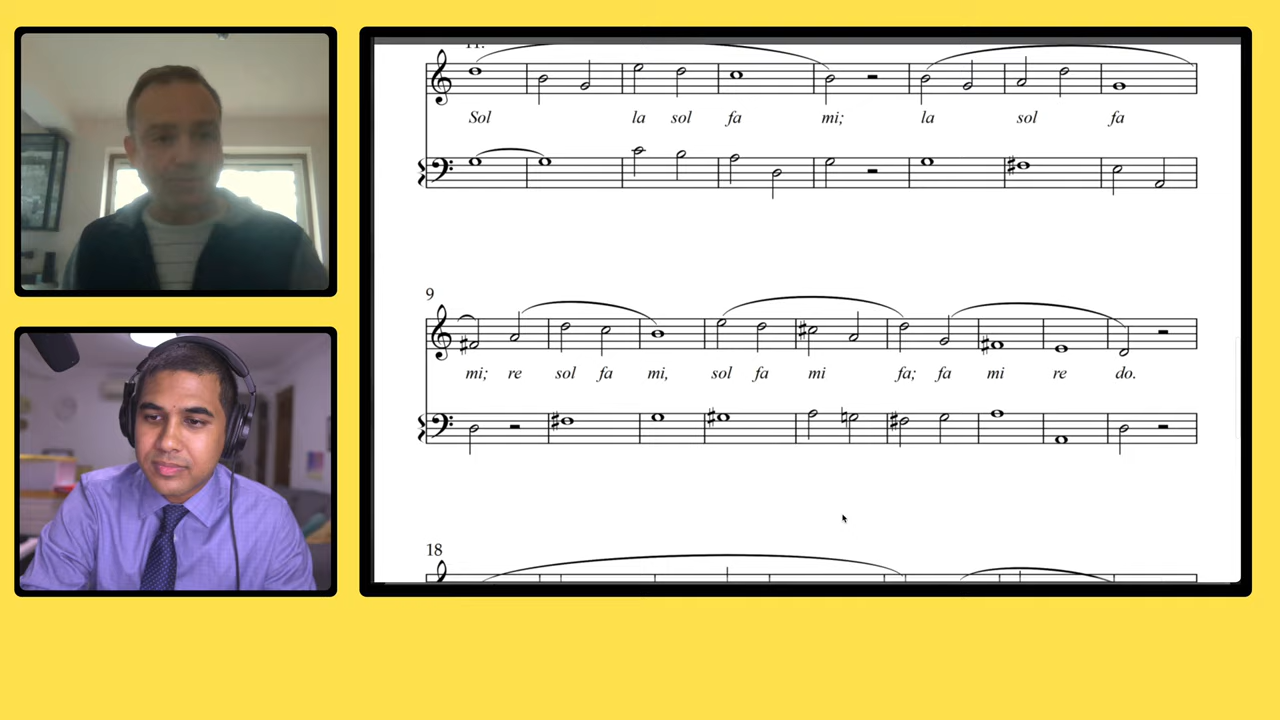 Sol la sol fa mi; la sol fa
9
mi; re sol fa mi, sol fa mi fa; fa mi re do.
18